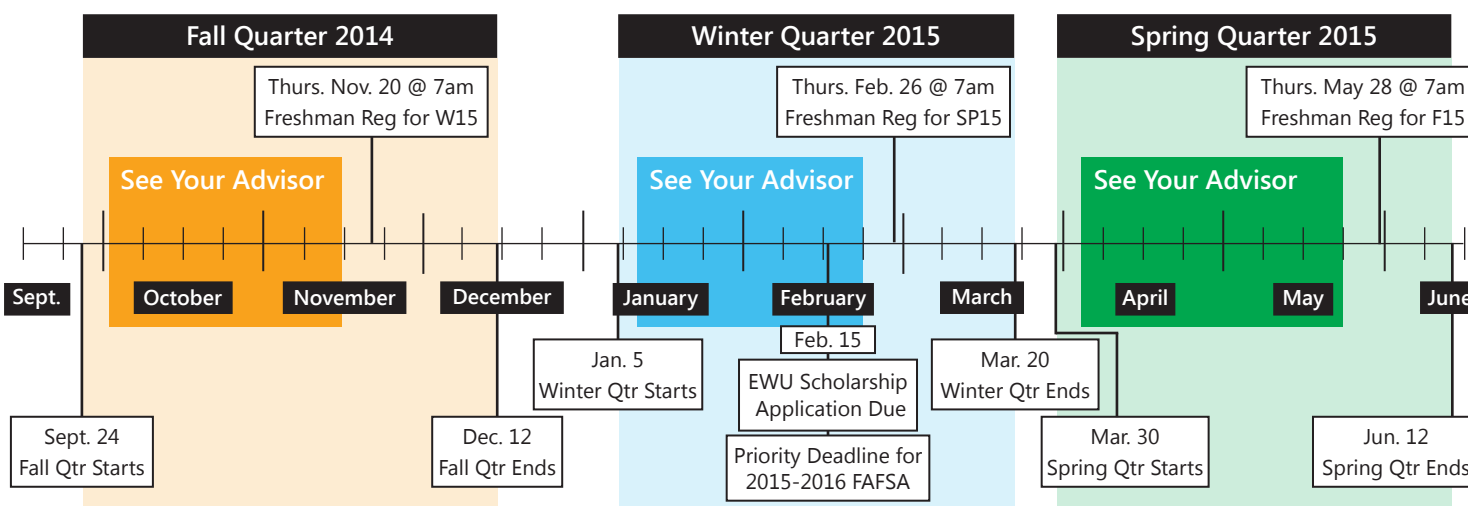 Fall Quarter 2014
Winter Quarter 2015
Spring Quarter 2015
Thurs. Nov. 20 @ 7am
Freshman Reg for W15
Thurs. Feb. 26 @ 7am
Freshman Reg for SP15
Thurs. May 28 @ 7am
Freshman Reg for F15
See Your Advisor
See Your Advisor
See Your Advisor
Sept.
October
November
December
January
February
March
April
May
June
Feb. 15
Jan. 5
Winter Qtr Starts
EWU Scholarship
Application Due
Mar. 20
Winter Qtr Ends
Sept. 24
Fall Qtr Starts
Dec. 12
Fall Qtr Ends
Priority Deadline for
2015-2016 FAFSA
Mar. 30
Spring Qtr Starts
Jun. 12
Spring Qtr Ends